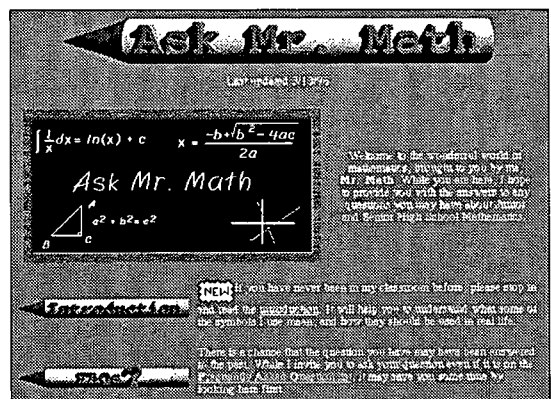 Ask Mr. Math
Last updated 3/13/95
∫ 1/x dx = ln(x) + c    x = (-b+√(b² - 4ac))/2a
Ask Mr. Math
A
a² + b² = c²
B C
Welcome to the wonderful world of
mathematics, brought to you by me
Mr. Math. While you are here, I hope
to provide you with the answers to any
questions you may have about Junior
and Senior High School Mathematics.
NEW If you have never been in my classroom before, please stop in
Introduction and read the introduction. It will help you to understand what some of
the symbols I use mean, and how they should be used in real life.
There is a chance that the question you have may have been answered
in the past. While I invite you to ask your question even if it is on the
FAQ? Frequently Asked Questions, it may save you some time by
looking here first.